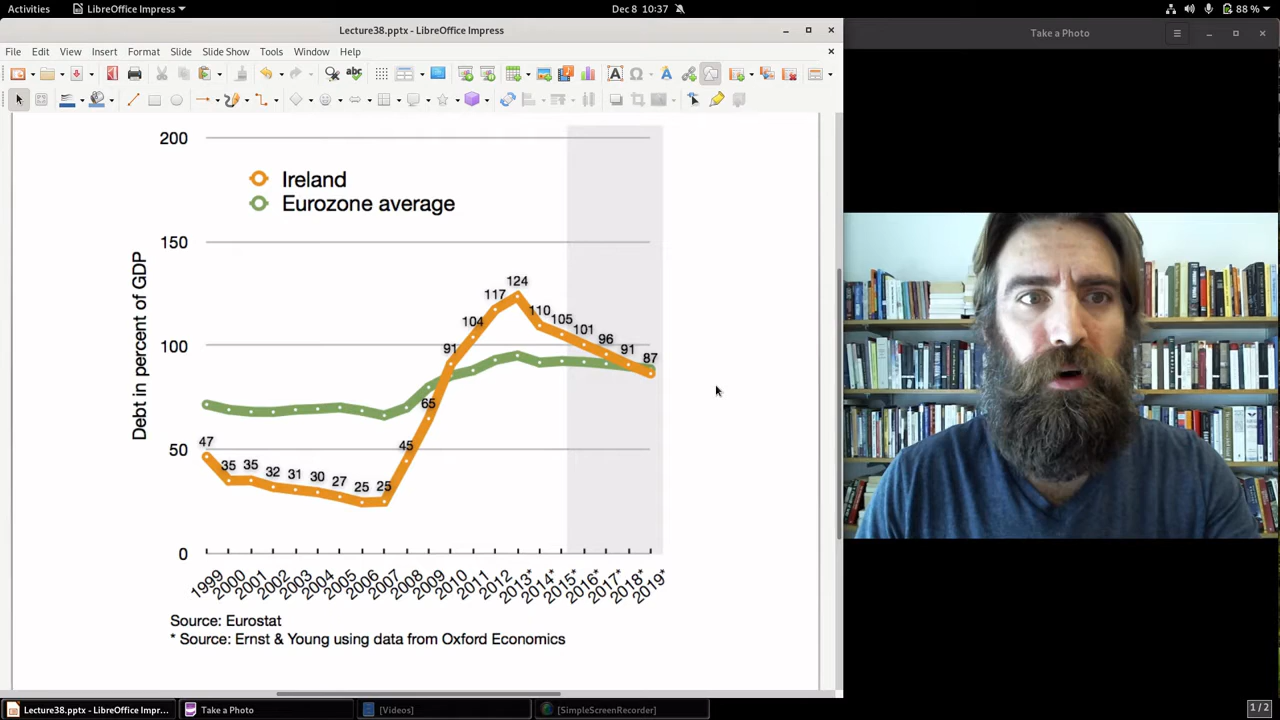 Activities LibreOffice Impress Dec 8 10:37 88 %
Lecture38.pptx - LibreOffice Impress
Take a Photo
File Edit View Insert Format Slide Slide Show Tools Window Help
200
Ireland
Eurozone average
150
Debt in percent of GDP
124
117
110
104
105
101
100
96
91
91
87
65
47
45
50
35
35
32
31
30
27
25
25
0
1999 2000 2001 2002 2003 2004 2005 2006 2007 2008 2009 2010 2011 2012 2013* 2014* 2015* 2016* 2017* 2018* 2019*
Source: Eurostat
* Source: Ernst & Young using data from Oxford Economics
Lecture38.pptx - LibreOffice Impr... Take a Photo [Videos] [SimpleScreenRecorder] 1 / 2